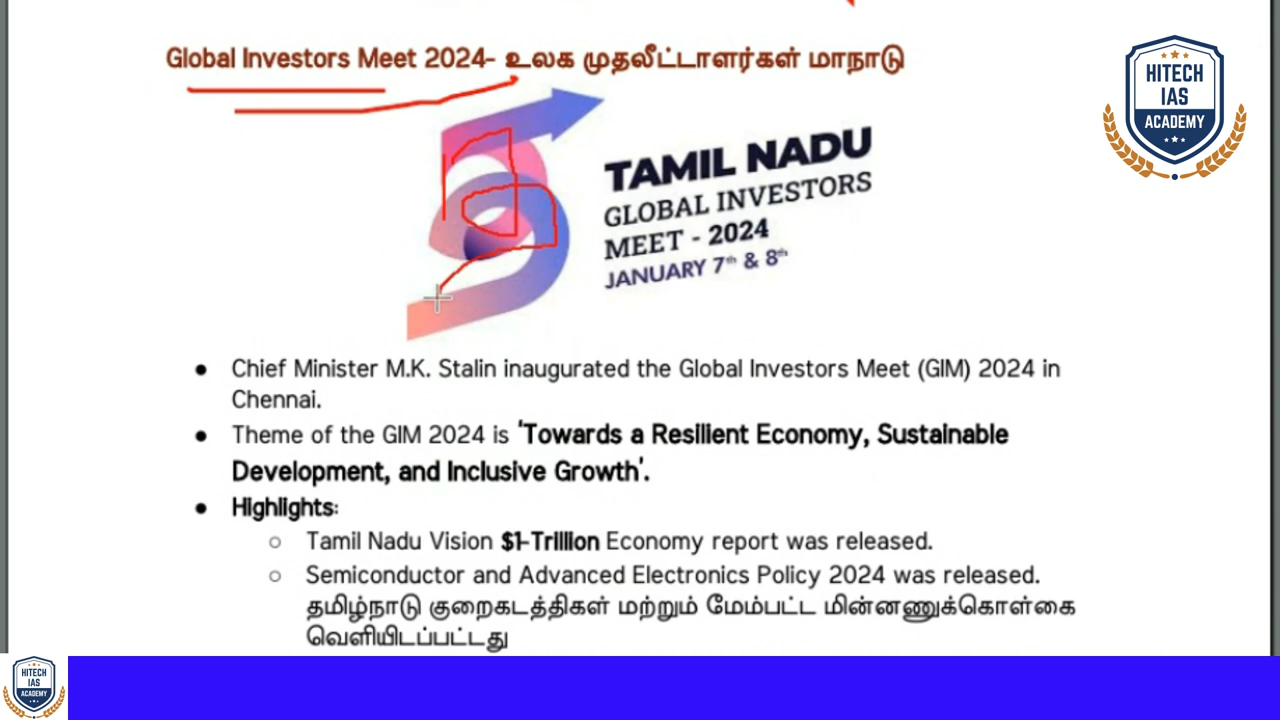 Global Investors Meet 2024- உலக முதலீட்டாளர்கள் மாநாடு
HITECH
IAS
ACADEMY
TAMIL NADU
GLOBAL INVESTORS
MEET - 2024
JANUARY 7th & 8th
● Chief Minister M.K. Stalin inaugurated the Global Investors Meet (GIM) 2024 in
Chennai.
● Theme of the GIM 2024 is 'Towards a Resilient Economy, Sustainable
Development, and Inclusive Growth'.
● Highlights:
○ Tamil Nadu Vision $1-Trillion Economy report was released.
○ Semiconductor and Advanced Electronics Policy 2024 was released.
தமிழ்நாடு குறைகடத்திகள் மற்றும் மேம்பட்ட மின்னணுக்கொள்கை
வெளியிடப்பட்டது
HITECH
IAS
ACADEMY